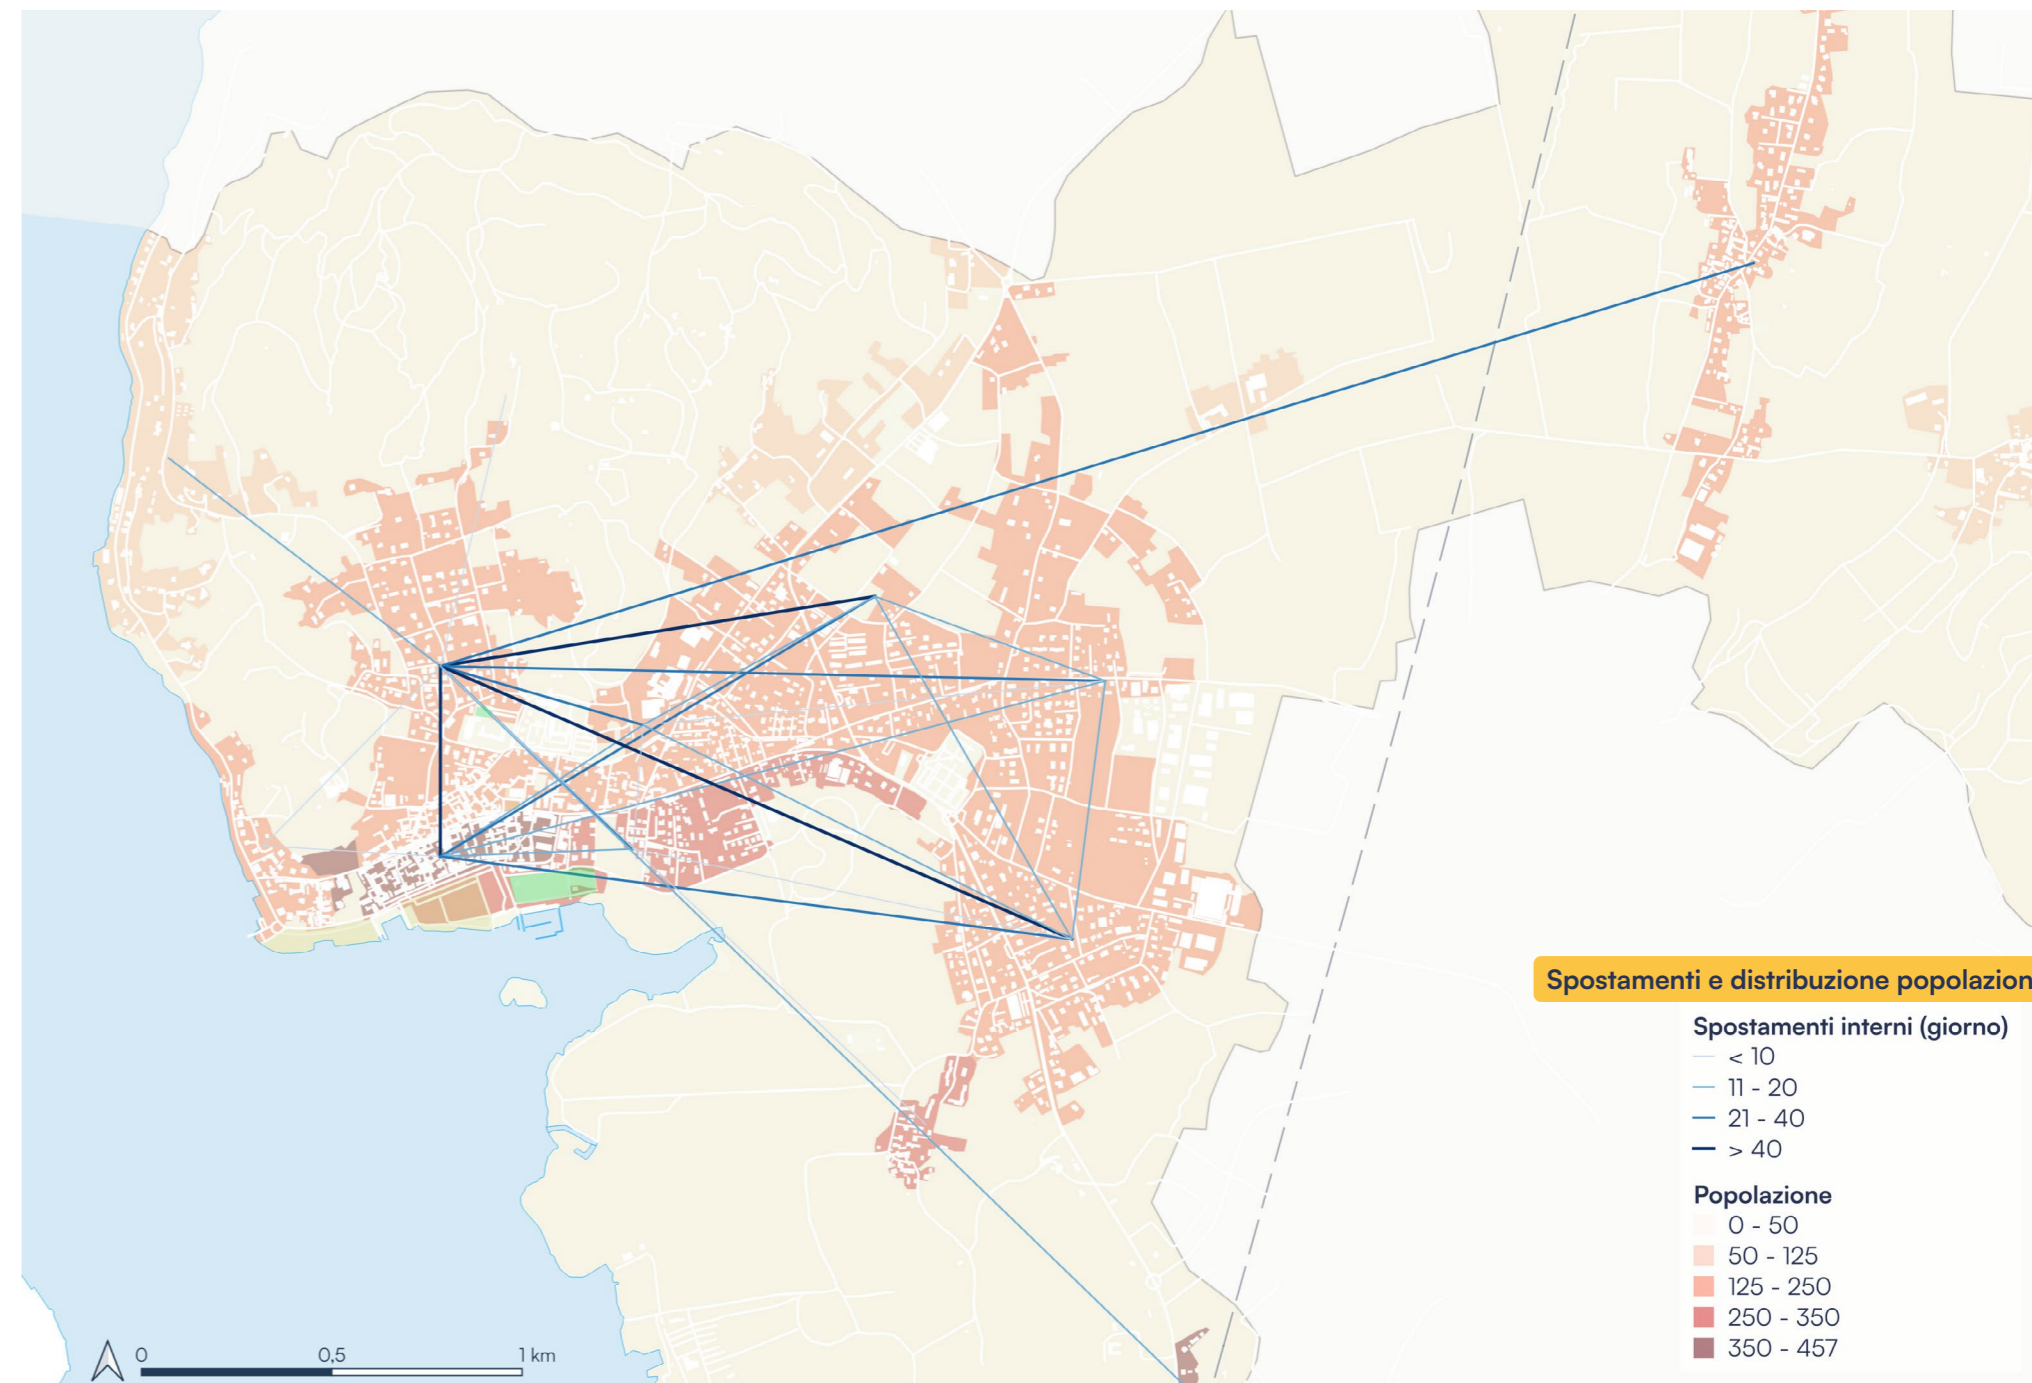 Spostamenti e distribuzione popolazion
Spostamenti interni (giorno)
< 10
11 - 20
21 - 40
> 40
Popolazione
0 - 50
50 - 125
125 - 250
250 - 350
350 - 457
0 0,5 1 km